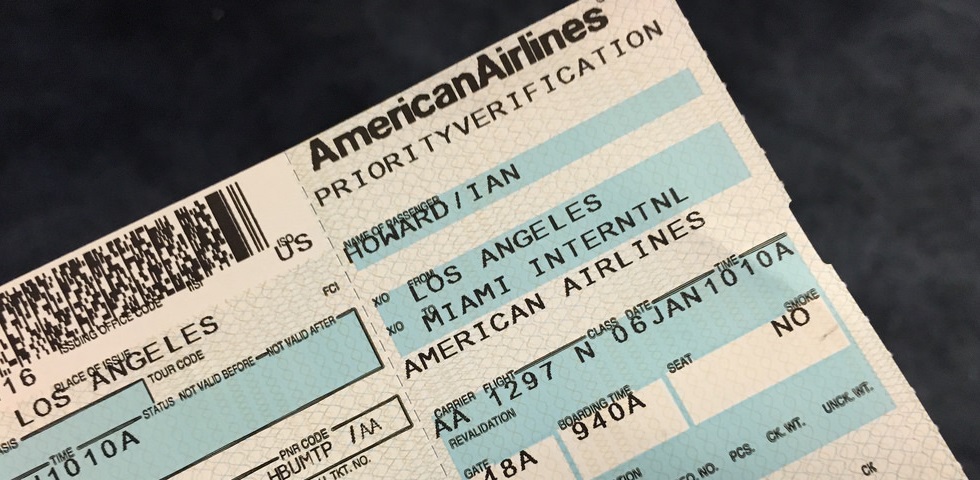 AmericanAirlines
PRIORITYVERIFICATION
NAME OF PASSENGER
HOWARD/IAN
X/O FROM LOS ANGELES
X/O TO MIAMI INTERNTNL
AMERICAN AIRLINES
CARRIER FLIGHT CLASS DATE TIME
AA 1297 N 06JAN1010A
REVALIDATION BOARDING TIME SEAT SMOKE
940A NO
GATE
48A
PCS. CK. WT. UNCK. WT.
CK
ISO
US
ISSUING OFFICE CODE
FCI
16
PLACE OF ISSUE
LOS ANGELES
TOUR CODE
STATUS NOT VALID BEFORE NOT VALID AFTER
TIME
1010A
PNR CODE
HBUMTP /AA
TKT. NO.